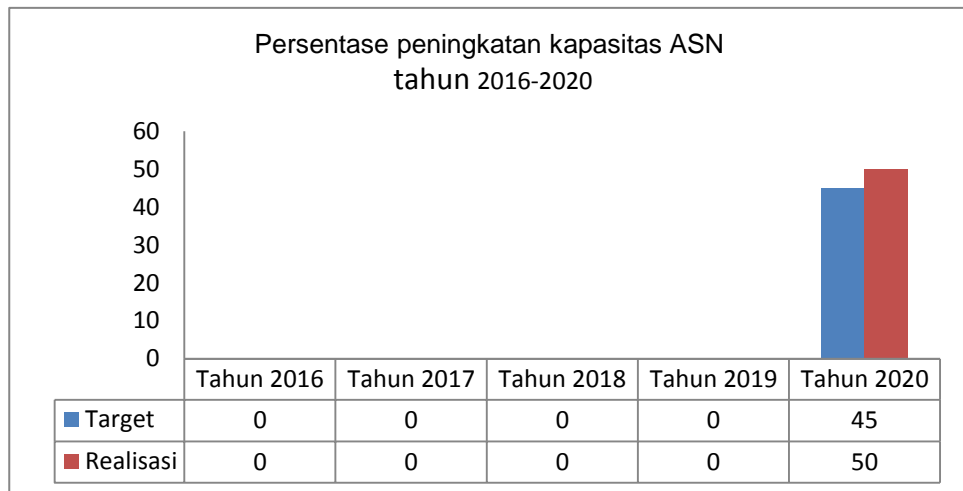 Persentase peningkatan kapasitas ASN
tahun 2016-2020
60
50
40
30
20
10
0
Tahun 2016 Tahun 2017 Tahun 2018 Tahun 2019 Tahun 2020
Target 0 0 0 0 45
Realisasi 0 0 0 0 50